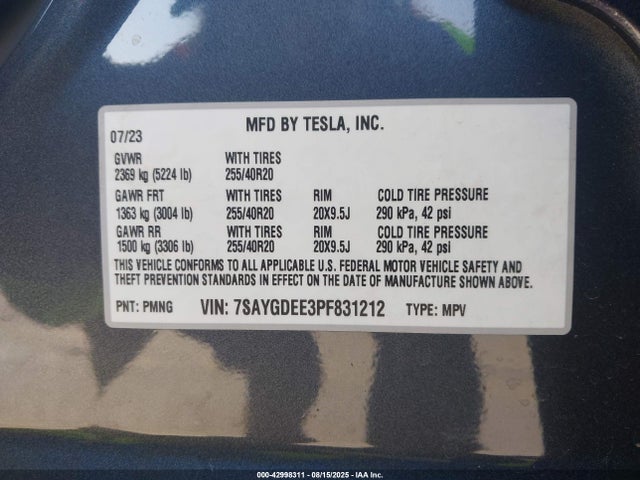 MFD BY TESLA, INC.
07/23
GVWR WITH TIRES
2369 kg (5224 lb) 255/40R20
GAWR FRT WITH TIRES RIM COLD TIRE PRESSURE
1363 kg (3004 lb) 255/40R20 20X9.5J 290 kPa, 42 psi
GAWR RR WITH TIRES RIM COLD TIRE PRESSURE
1500 kg (3306 lb) 255/40R20 20X9.5J 290 kPa, 42 psi
THIS VEHICLE CONFORMS TO ALL APPLICABLE U.S. FEDERAL MOTOR VEHICLE SAFETY AND
THEFT PREVENTION STANDARDS IN EFFECT ON THE DATE OF MANUFACTURE SHOWN ABOVE.
PNT: PMNG VIN: 7SAYGDEE3PF831212 TYPE: MPV
000-42998311 - 08/15/2025 - IAA Inc.